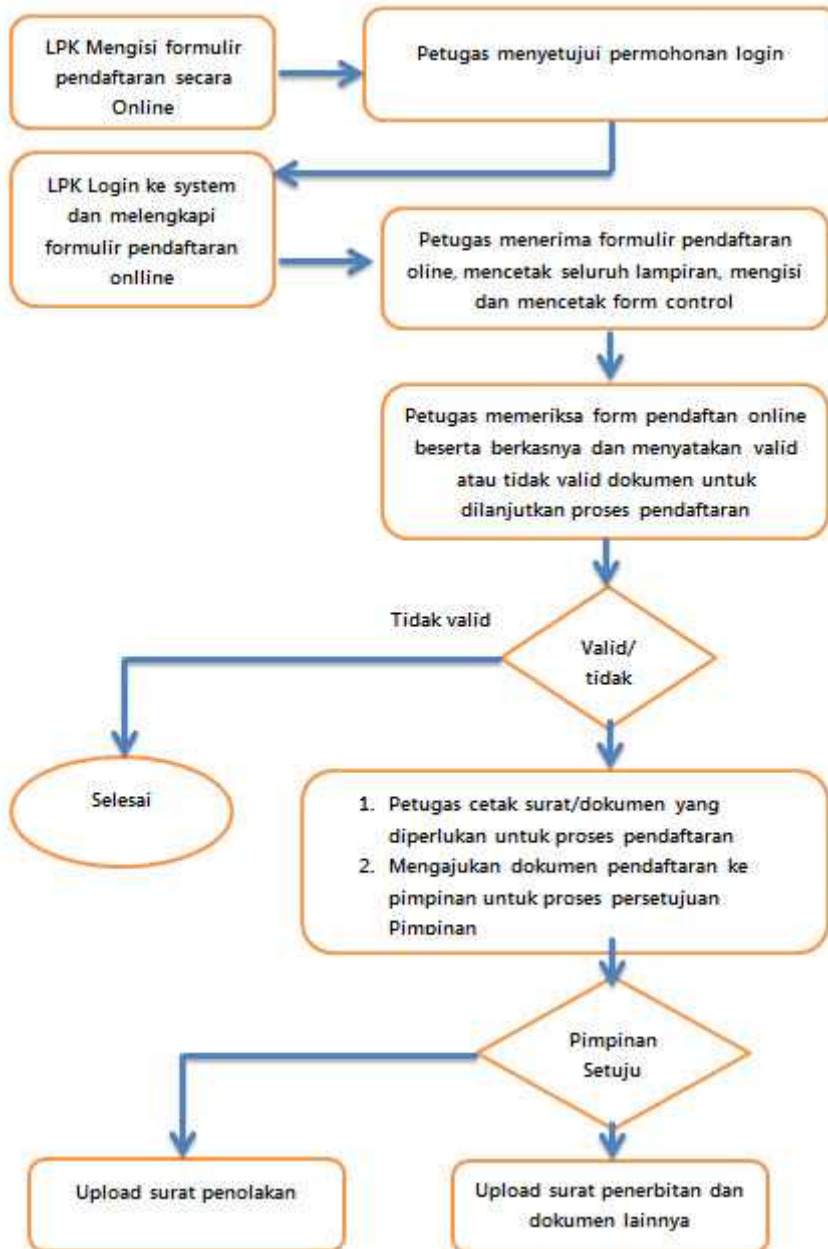 LPK Mengisi formulir
pendaftaran secara
Online
Petugas menyetujui permohonan login
LPK Login ke system
dan melengkapi
formulir pendaftaran
onlline
Petugas menerima formulir pendaftaran
oline, mencetak seluruh lampiran, mengisi
dan mencetak form control
Petugas memeriksa form pendaftan online
beserta berkasnya dan menyatakan valid
atau tidak valid dokumen untuk
dilanjutkan proses pendaftaran
Tidak valid
Valid/
tidak
Selesai
1. Petugas cetak surat/dokumen yang
diperlukan untuk proses pendaftaran
2. Mengajukan dokumen pendaftaran ke
pimpinan untuk proses persetujuan
Pimpinan
Pimpinan
Setuju
Upload surat penolakan
Upload surat penerbitan dan
dokumen lainnya